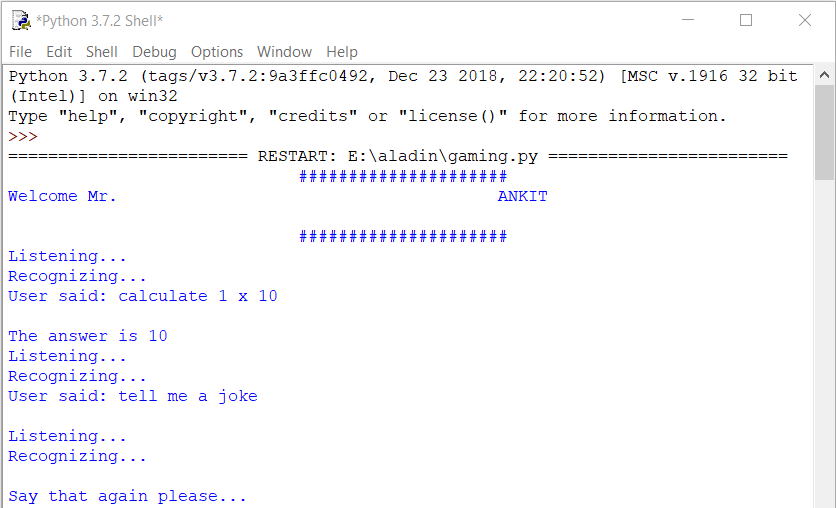 *Python 3.7.2 Shell*
File Edit Shell Debug Options Window Help
Python 3.7.2 (tags/v3.7.2:9a3ffc0492, Dec 23 2018, 22:20:52) [MSC v.1916 32 bit
(Intel)] on win32
Type "help", "copyright", "credits" or "license()" for more information.
>>>
======================== RESTART: E:\aladin\gaming.py ========================
#####################
Welcome Mr. ANKIT
#####################
Listening...
Recognizing...
User said: calculate 1 x 10
The answer is 10
Listening...
Recognizing...
User said: tell me a joke
Listening...
Recognizing...
Say that again please...